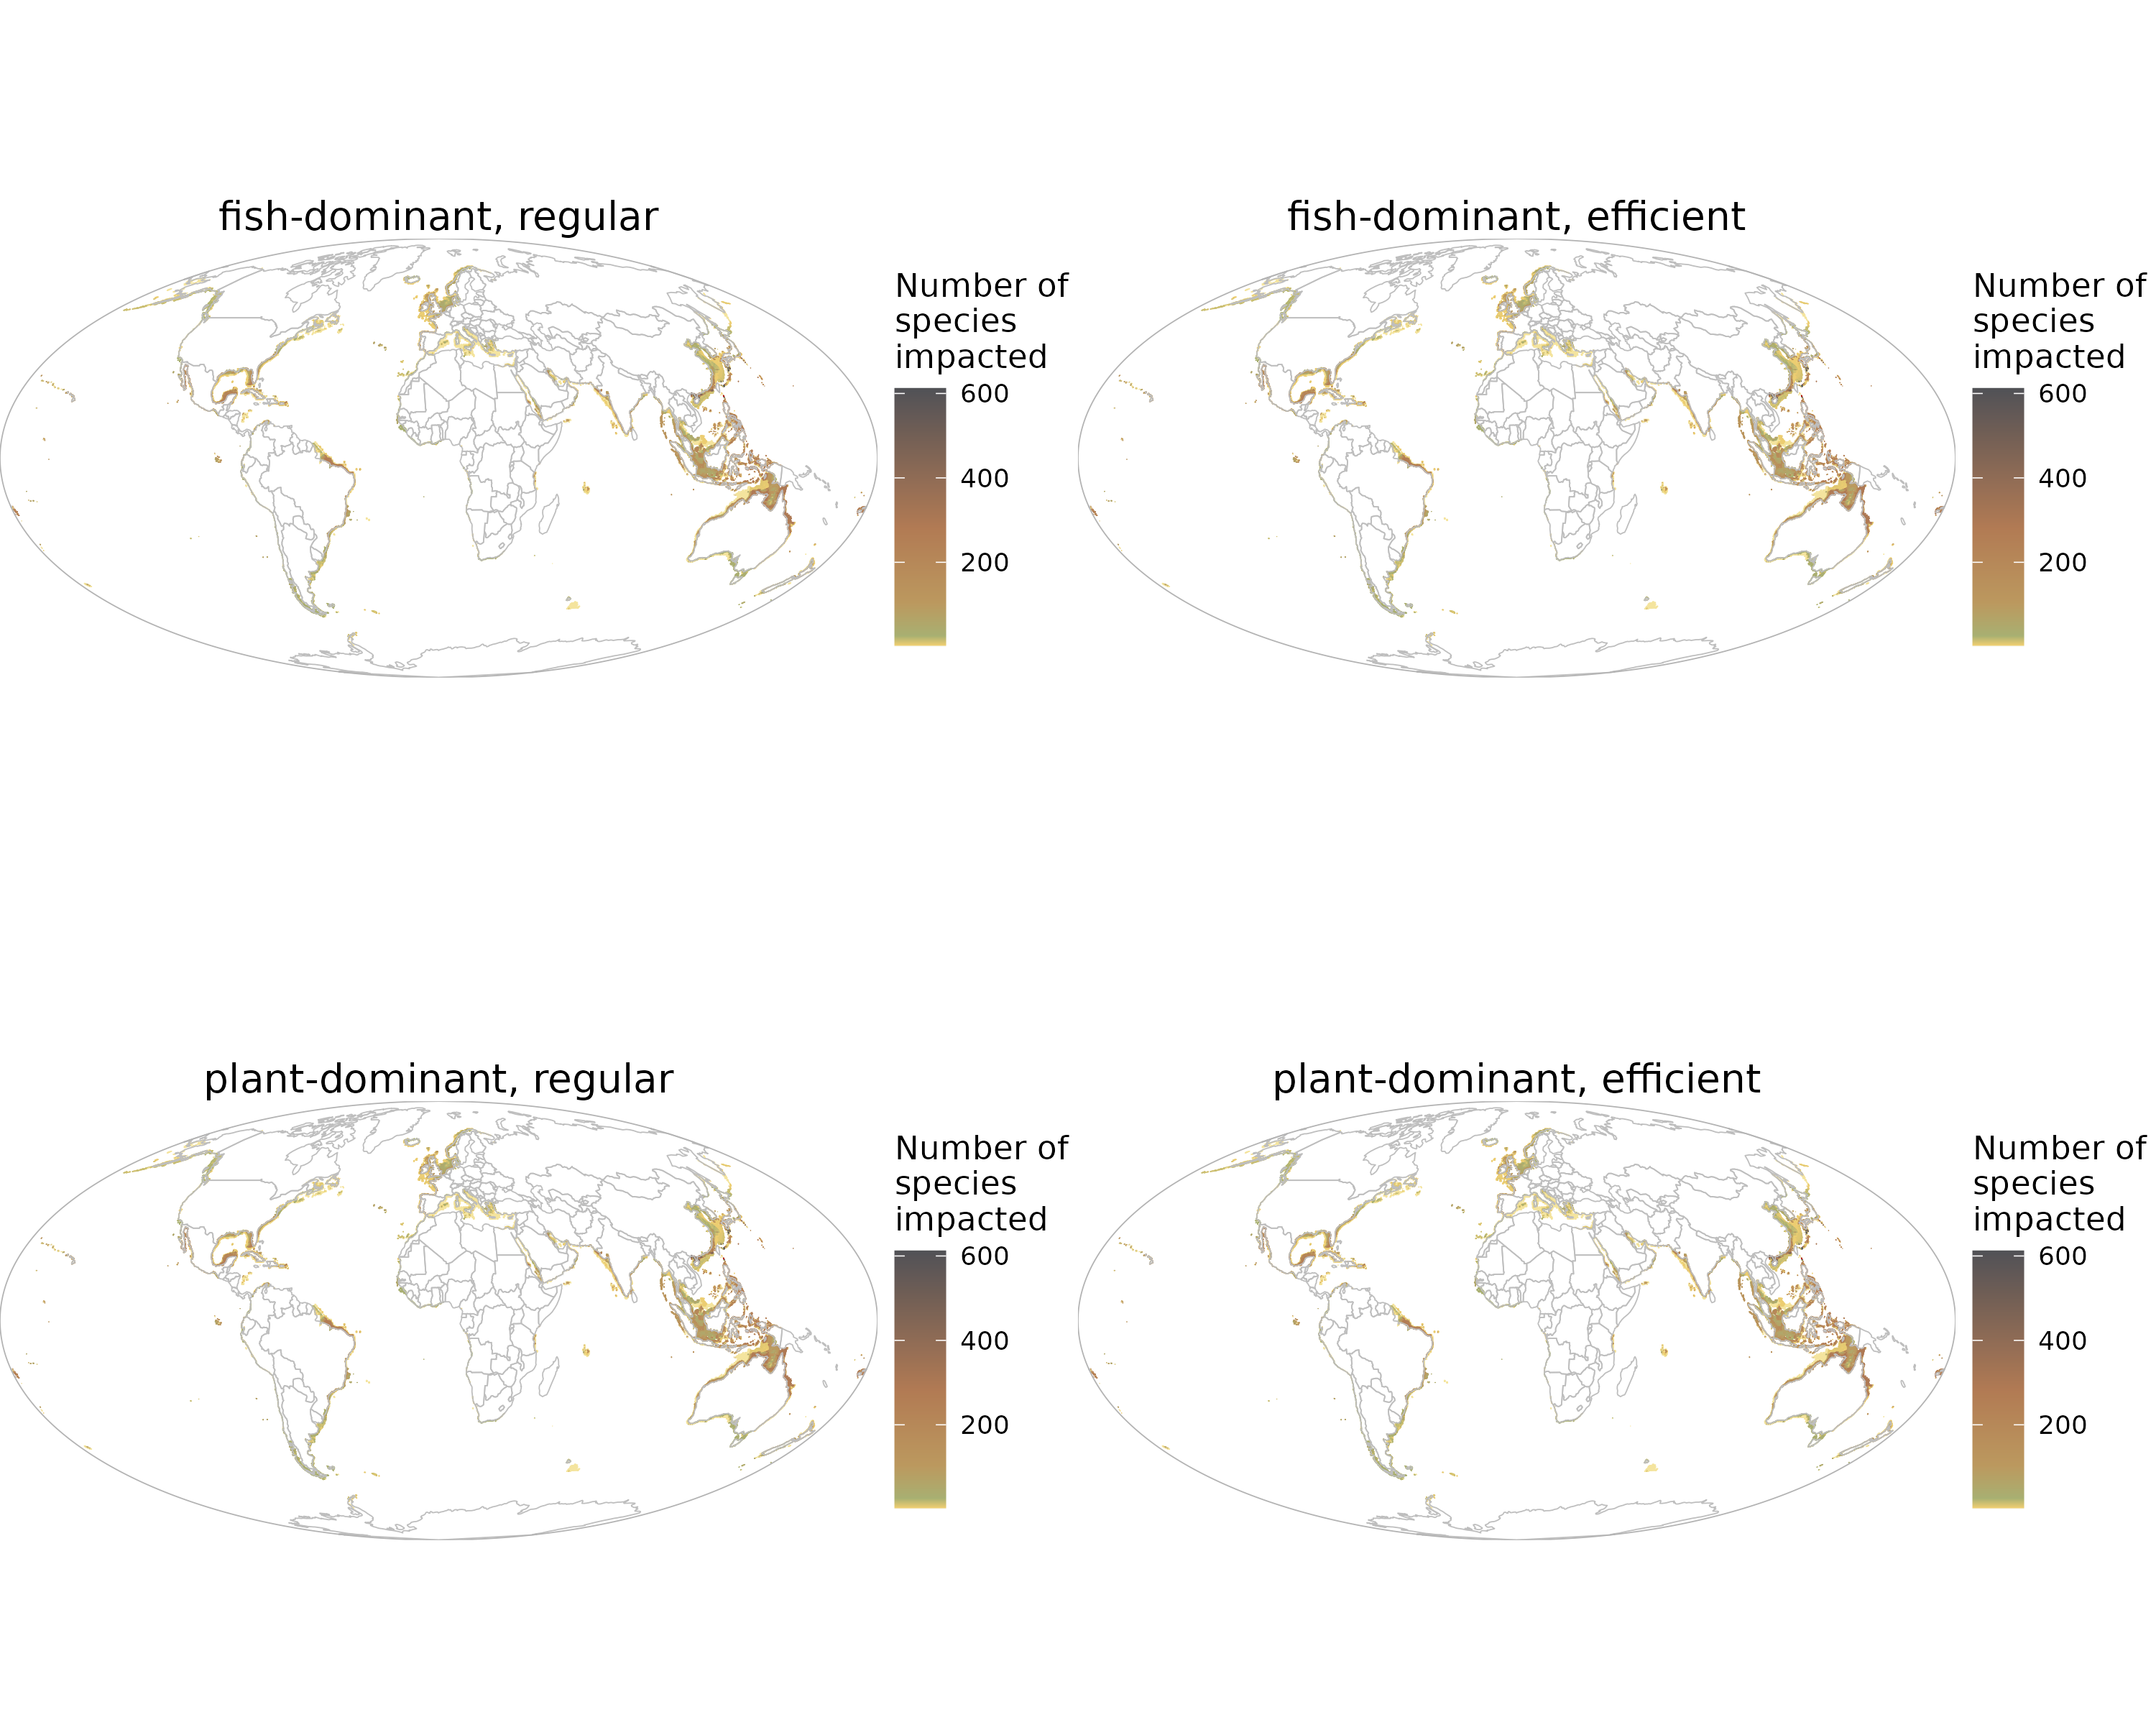 fish-dominant, regular
Number of
species
impacted
600
400
200
fish-dominant, efficient
Number of
species
impacted
600
400
200
plant-dominant, regular
Number of
species
impacted
600
400
200
plant-dominant, efficient
Number of
species
impacted
600
400
200